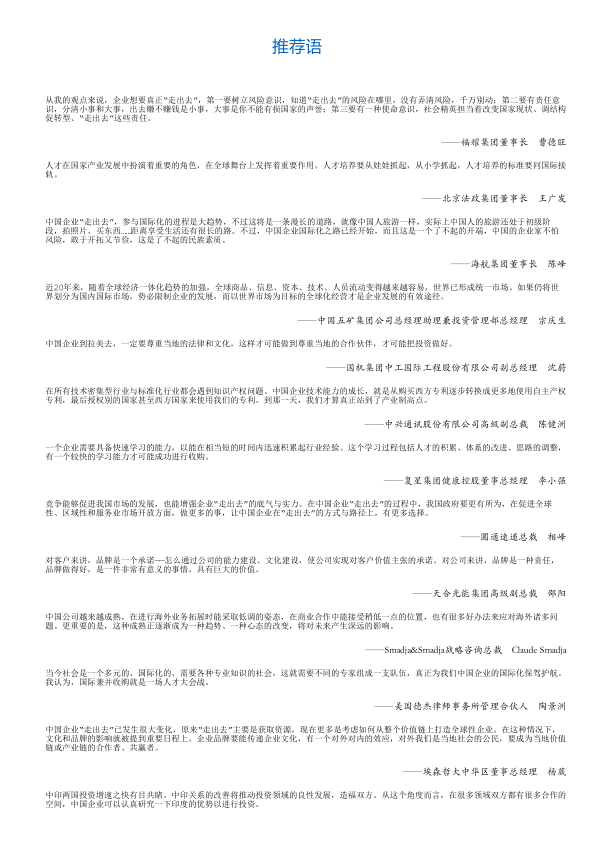 推荐语
从我的观点来说，企业想要真正“走出去”，第一要树立风险意识，知道“走出去”的风险在哪里，没有弄清风险，千万别动；第二要有责任意
识，分清小事和大事，出去赚不赚钱是小事，大事是你不能有损国家的声誉；第三要有一种使命意识，社会精英担当着改变国家现状、调结构
促转型、“走出去”这些责任。
——福耀集团董事长　曹德旺
人才在国家产业发展中扮演着重要的角色，在全球舞台上发挥着重要作用。人才培养要从娃娃抓起，从小学抓起，人才培养的标准要同国际接
轨。
——北京法政集团董事长　王广发
中国企业“走出去”，参与国际化的进程是大趋势，不过这将是一条漫长的道路，就像中国人旅游一样，实际上中国人的旅游还处于初级阶
段，拍照片、买东西……距离享受生活还有很长的路。不过，中国企业国际化之路已经开始，而且这是一个了不起的开端，中国的企业家不怕
风险，敢于开拓又节俭，这是了不起的民族素质。
——海航集团董事长　陈峰
近20年来，随着全球经济一体化趋势的加强，全球商品、信息、资本、技术、人员流动变得越来越容易，世界已形成统一市场。如果仍将世
界划分为国内国际市场，势必限制企业的发展，而以世界市场为目标的全球化经营才是企业发展的有效途径。
——中国五矿集团公司总经理助理兼投资管理部总经理　宗庆生
中国企业到拉美去，一定要尊重当地的法律和文化，这样才可能做到尊重当地的合作伙伴，才可能把投资做好。
——国机集团中工国际工程股份有限公司副总经理　沈蔚
在所有技术密集型行业与标准化行业都会遇到知识产权问题。中国企业技术能力的成长，就是从购买西方专利逐步转换成更多地使用自主产权
专利，最后授权别的国家甚至西方国家来使用我们的专利。到那一天，我们才算真正站到了产业制高点。
——中兴通讯股份有限公司高级副总裁　陈健洲
一个企业需要具备快速学习的能力，以能在相当短的时间内迅速积累起行业经验。这个学习过程包括人才的积累、体系的改进、思路的调整，
有一个较快的学习能力才可能成功进行收购。
——复星集团健康控股董事总经理　李小强
竞争能够促进我国市场的发展，也能增强企业“走出去”的底气与实力。在中国企业“走出去”的过程中，我国政府要更有所为，在促进全球
性、区域性和服务业市场开放方面，做更多的事，让中国企业在“走出去”的方式与路径上，有更多选择。
——圆通速递总裁　相峰
对客户来讲，品牌是一个承诺——怎么通过公司的能力建设、文化建设，使公司实现对客户价值主张的承诺。对公司来讲，品牌是一种责任，
品牌做得好，是一件非常有意义的事情，具有巨大的价值。
——天合光能集团高级副总裁　邵阳
中国公司越来越成熟，在进行海外业务拓展时能采取低调的姿态，在商业合作中能接受稍低一点的位置，也有很多好办法来应对海外诸多问
题。更重要的是，这种成熟正逐渐成为一种趋势、一种心态的改变，将对未来产生深远的影响。
——Smadja&Smadja战略咨询总裁　Claude Smadja
当今社会是一个多元的、国际化的、需要各种专业知识的社会，这就需要不同的专家组成一支队伍，真正为我们中国企业的国际化保驾护航。
我认为，国际兼并收购就是一场人才大会战。
——美国德杰律师事务所管理合伙人　陶景洲
中国企业“走出去”已发生很大变化，原来“走出去”主要是获取资源，现在更多是考虑如何从整个价值链上打造全球性企业。在这种情况下，
文化和品牌的影响就被提到重要日程上。企业品牌要能传递企业文化，有一个对外对内的效应，对外我们是当地社会的公民，要成为当地价值
链或产业链的合作者、共赢者。
——埃森哲大中华区董事总经理　杨葳
中印两国投资增速之快有目共睹。中印关系的改善将推动投资领域的良性发展，造福双方。从这个角度而言，在很多领域双方都有很多合作的
空间，中国企业可以认真研究一下印度的优势以进行投资。